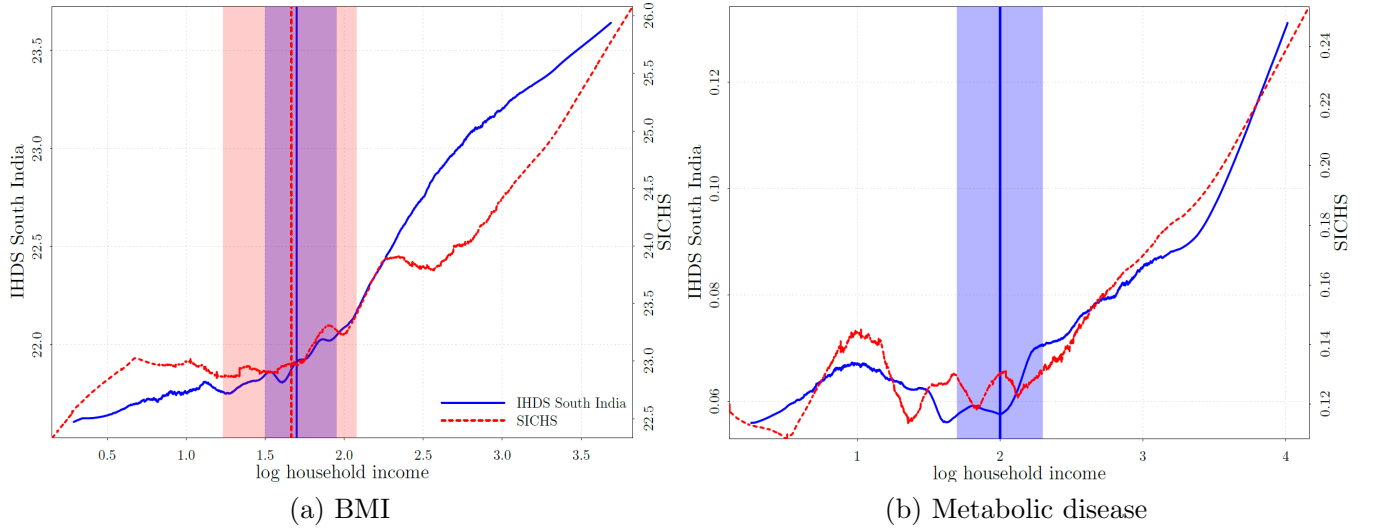 IHDS South India
23.5
23.0
22.5
22.0
26.0
25.5
25.0
24.5
24.0
23.5
23.0
22.5
SICHS
IHDS South India
SICHS
0.5 1.0 1.5 2.0 2.5 3.0 3.5
log household income
(a) BMI
IHDS South India
0.12
0.10
0.08
0.06
0.24
0.22
0.20
0.18
0.16
0.14
0.12
SICHS
1 2 3 4
log household income
(b) Metabolic disease